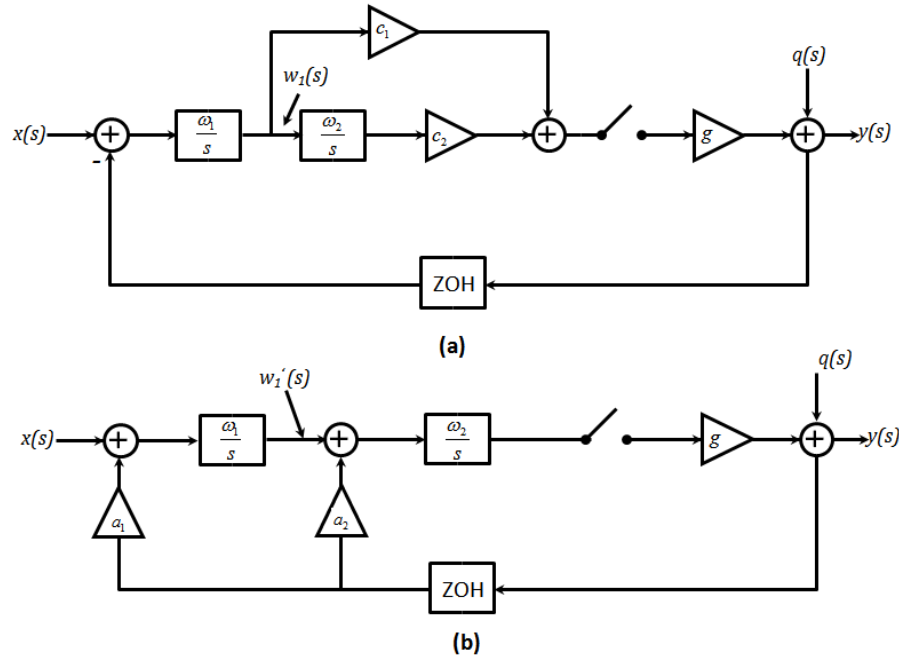 c₁
q(s)
w₁(s)
x(s) + ω₁/s ω₂/s c₂ + g + y(s)
-
ZOH
(a)
q(s)
w₁′(s)
x(s) + ω₁/s + ω₂/s g + y(s)
a₁ a₂
ZOH
(b)